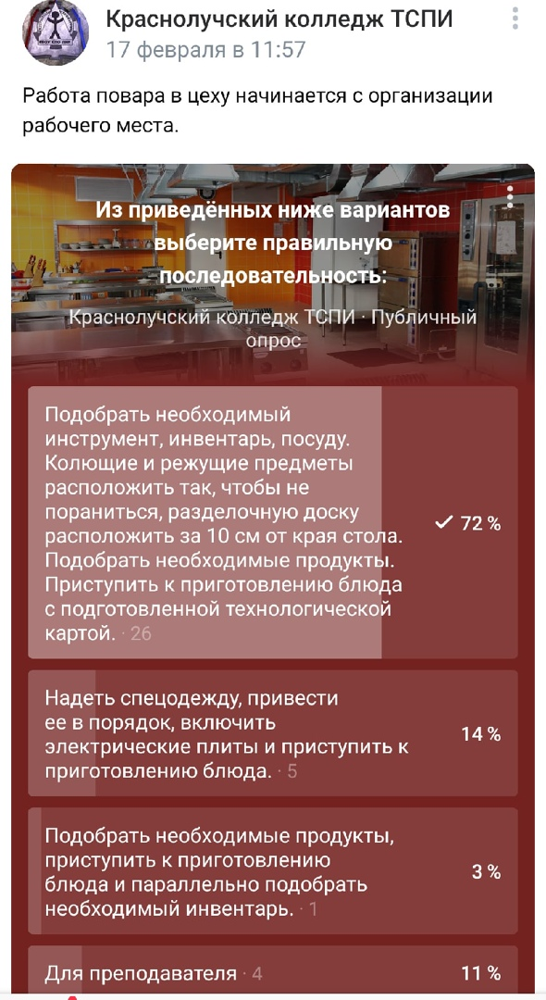 Краснолучский колледж ТСПИ
17 февраля в 11:57
Работа повара в цеху начинается с организации
рабочего места.
Из приведённых ниже вариантов
выберите правильную
последовательность:
Краснолучский колледж ТСПИ · Публичный
опрос
Подобрать необходимый
инструмент, инвентарь, посуду.
Колющие и режущие предметы
расположить так, чтобы не
пораниться, разделочную доску
расположить за 10 см от края стола.
Подобрать необходимые продукты.
Приступить к приготовлению блюда
с подготовленной технологической
картой. · 26
72 %
Надеть спецодежду, привести
ее в порядок, включить
электрические плиты и приступить к
приготовлению блюда. · 5
14 %
Подобрать необходимые продукты,
приступить к приготовлению
блюда и параллельно подобрать
необходимый инвентарь. · 1
3 %
Для преподавателя · 4
11 %